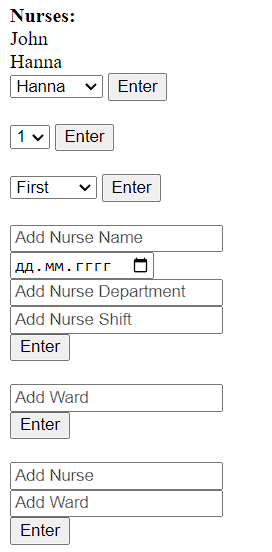 Nurses:
John
Hanna
Hanna Enter
1 Enter
First Enter
Add Nurse Name
дд.мм.гггг
Add Nurse Department
Add Nurse Shift
Enter
Add Ward
Enter
Add Nurse
Add Ward
Enter